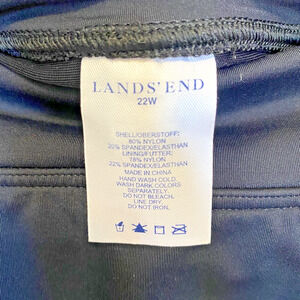 LANDS' END
22W
SHELL/OBERSTOFF:
80% NYLON
20% SPANDEX/ELASTHAN
LINING/FUTTER:
78% NYLON
22% SPANDEX/ELASTHAN
MADE IN CHINA
HAND WASH COLD.
WASH DARK COLORS
SEPARATELY.
DO NOT BLEACH.
LINE DRY.
DO NOT IRON.